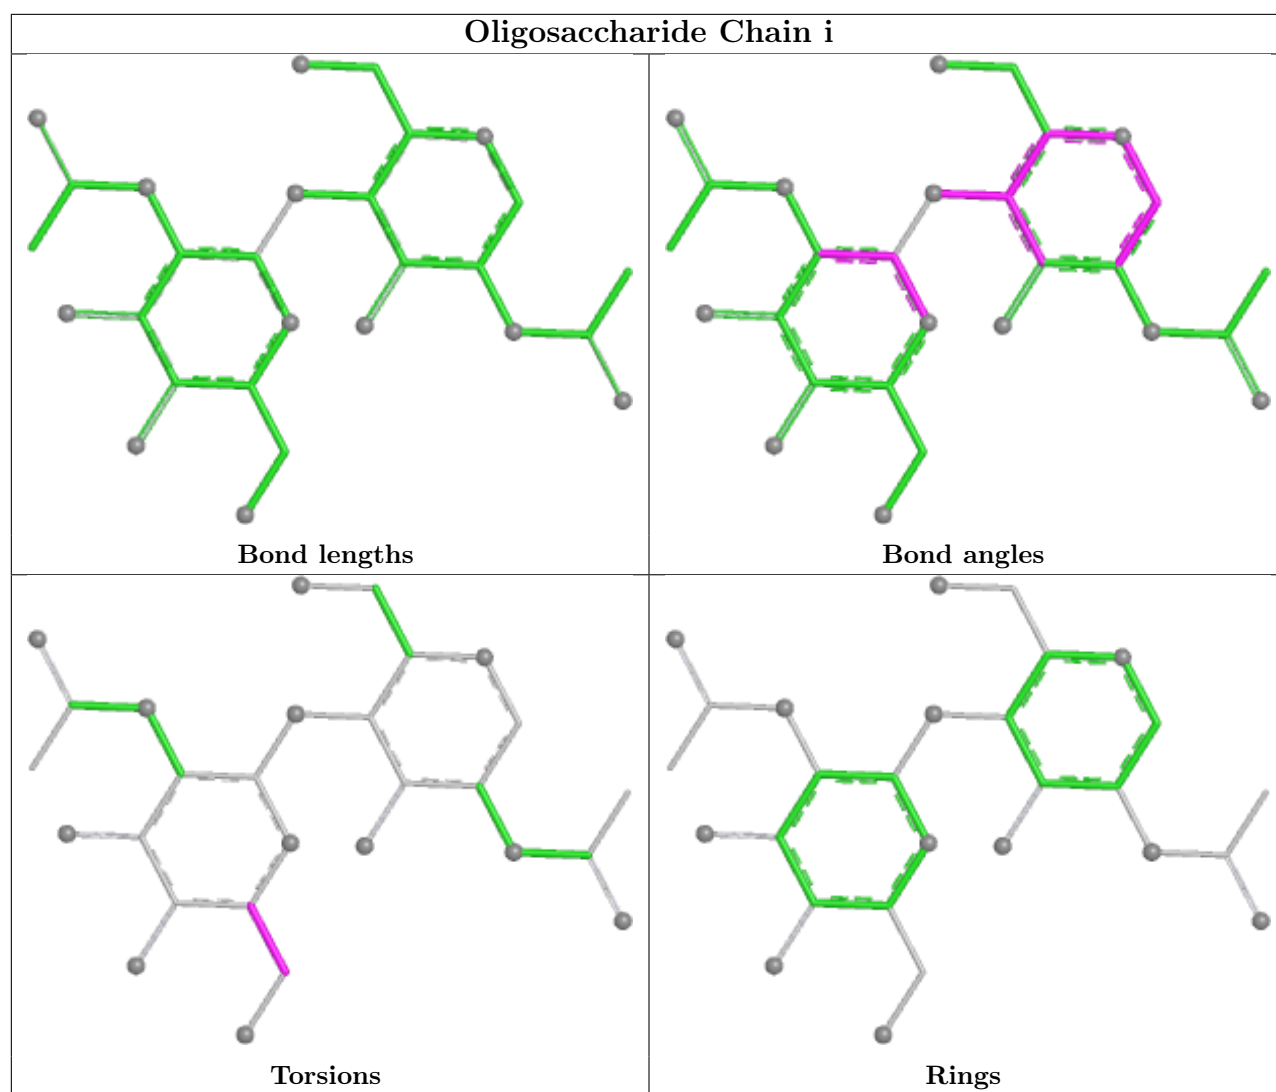 Oligosaccharide Chain i
Bond lengths
Bond angles
Torsions
Rings